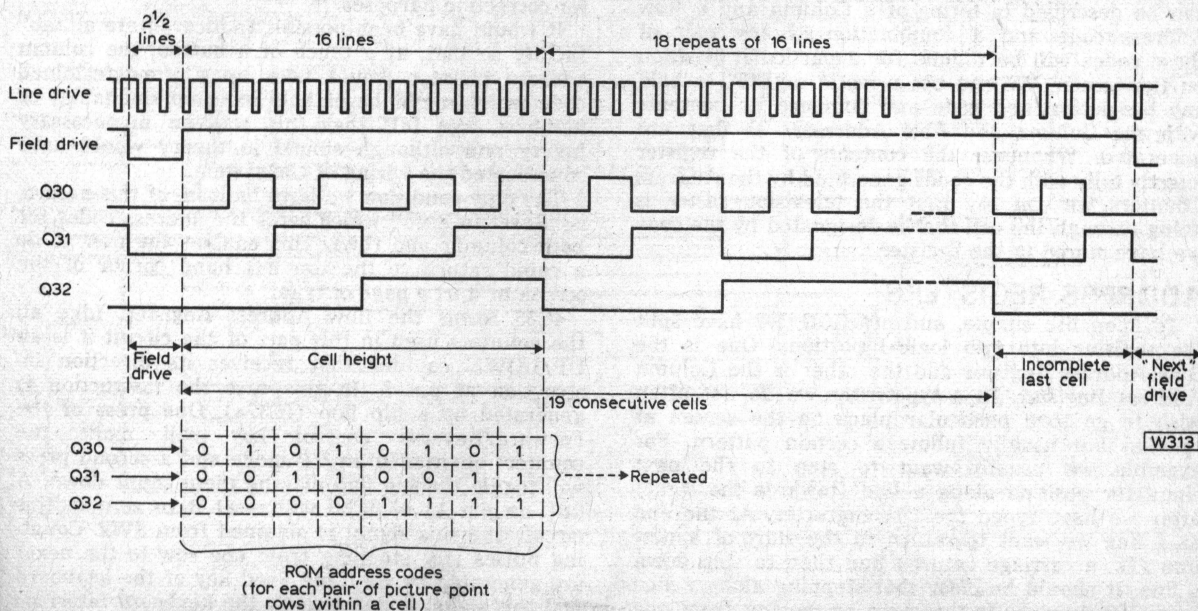 2½ lines
16 lines
18 repeats of 16 lines
Line drive
Field drive
Q30
Q31
Q32
Field drive
Cell height
Incomplete last cell
Next field drive
19 consecutive cells
W313
Q30 0 1 0 1 0 1 0 1
Q31 0 0 1 1 0 0 1 1
Q32 0 0 0 0 1 1 1 1
Repeated
ROM address codes
(for each "pair" of picture point
rows within a cell)